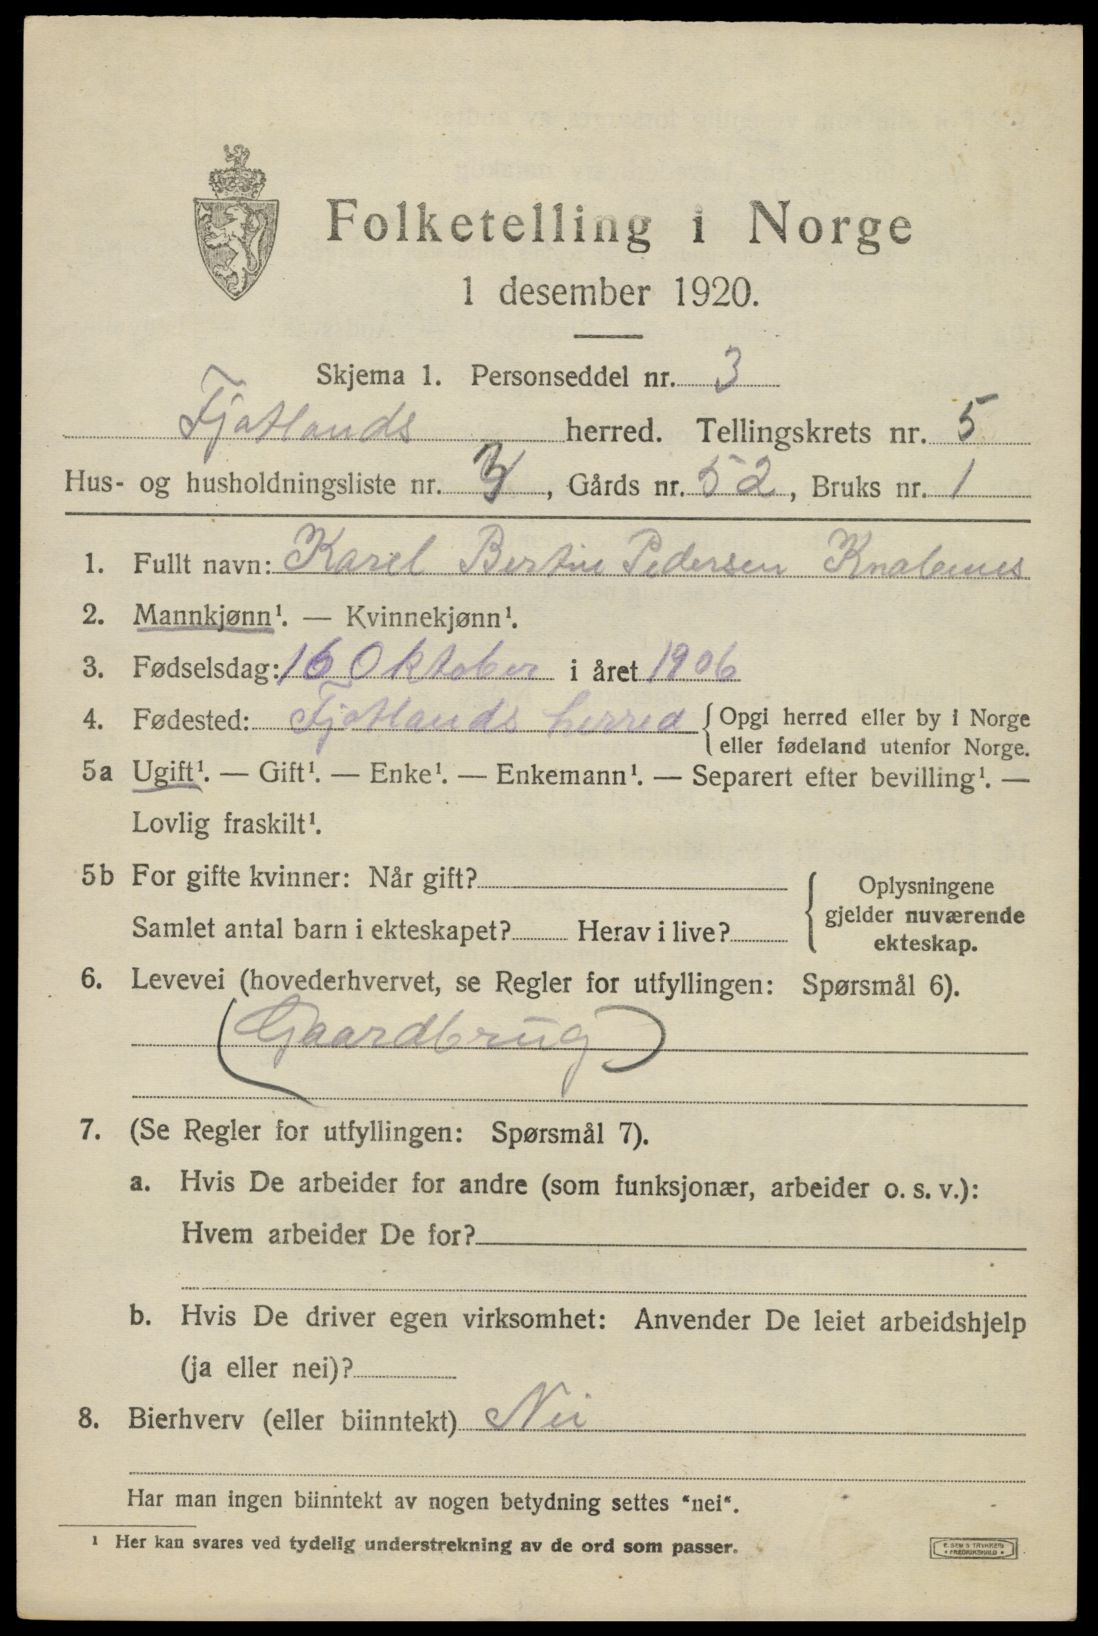 Folketelling i Norge
1 desember 1920.
Skjema 1. Personseddel nr. 3
Fjotlands herred. Tellingskrets nr. 5
Hus- og husholdningsliste nr. , Gårds nr. 52, Bruks nr. 1
1. Fullt navn: Karel Bertin Pedersen
2. Mannkjønn¹. — Kvinnekjønn¹.
3. Fødselsdag: 16 Oktober i året 1906
4. Fødested: Fjotlands herred {Opgi herred eller by i Norge
eller fødeland utenfor Norge.
5a Ugift¹. — Gift¹. — Enke¹. — Enkemann¹. — Separert efter bevilling¹. —
Lovlig fraskilt¹.
5b For gifte kvinner: Når gift?
Samlet antal barn i ekteskapet? Herav i live?
{Oplysningene
gjelder nuværende
ekteskap.
6. Levevei (hovederhvervet, se Regler for utfyllingen: Spørsmål 6).
(Gaardbrug)
7. (Se Regler for utfyllingen: Spørsmål 7).
a. Hvis De arbeider for andre (som funksjonær, arbeider o. s. v.):
Hvem arbeider De for?
b. Hvis De driver egen virksomhet: Anvender De leiet arbeidshjelp
(ja eller nei)?
8. Bierhverv (eller biinntekt) Nei
Har man ingen biinntekt av nogen betydning settes "nei".
¹ Her kan svares ved tydelig understrekning av de ord som passer.
E. SEM'S TRYKKERI
FREDRIKSHALD